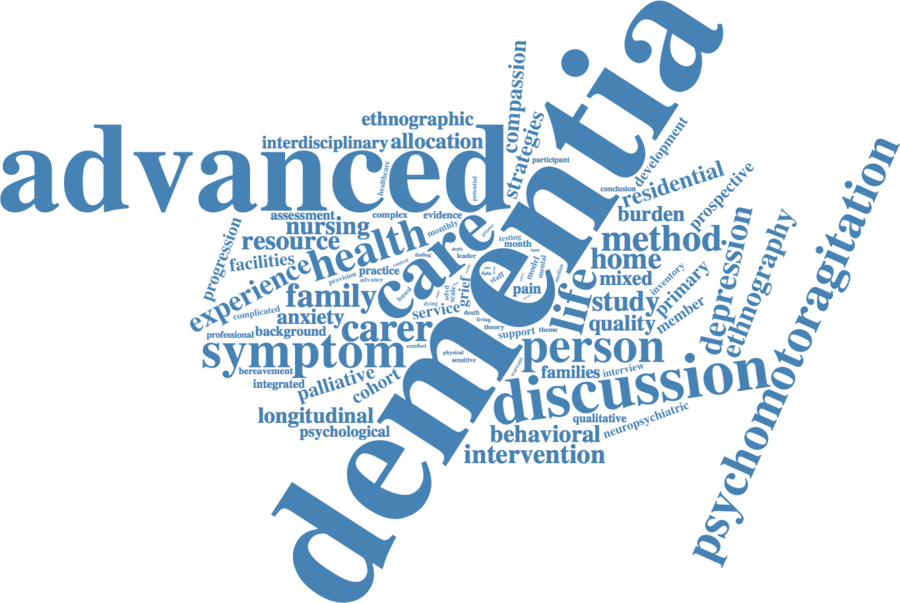 dementia
advanced
psychomotoragitation
discussion
care
health
symptom
person
life
method
carer
family
experience
home
study
depression
ethnography
intervention
behavioral
resource
nursing
allocation
interdisciplinary
ethnographic
compassion
strategies
participant
development
conclusion
residential
prospective
burden
mixed
inventory
primary
quality
member
potential
healthcare
assessment
complex
evidence
monthly
progression
facilities
provision
practice
advance
finding
depth
leader
testing
month
model
mental
pain
staff
data
grief
scale
based
dying
service
death
living
theory
support
theme
complicated
anxiety
background
professional
comfort
physical
sensitive
bereavement
integrated
palliative
cohort
longitudinal
psychological
families
interview
qualitative
neuropsychiatric